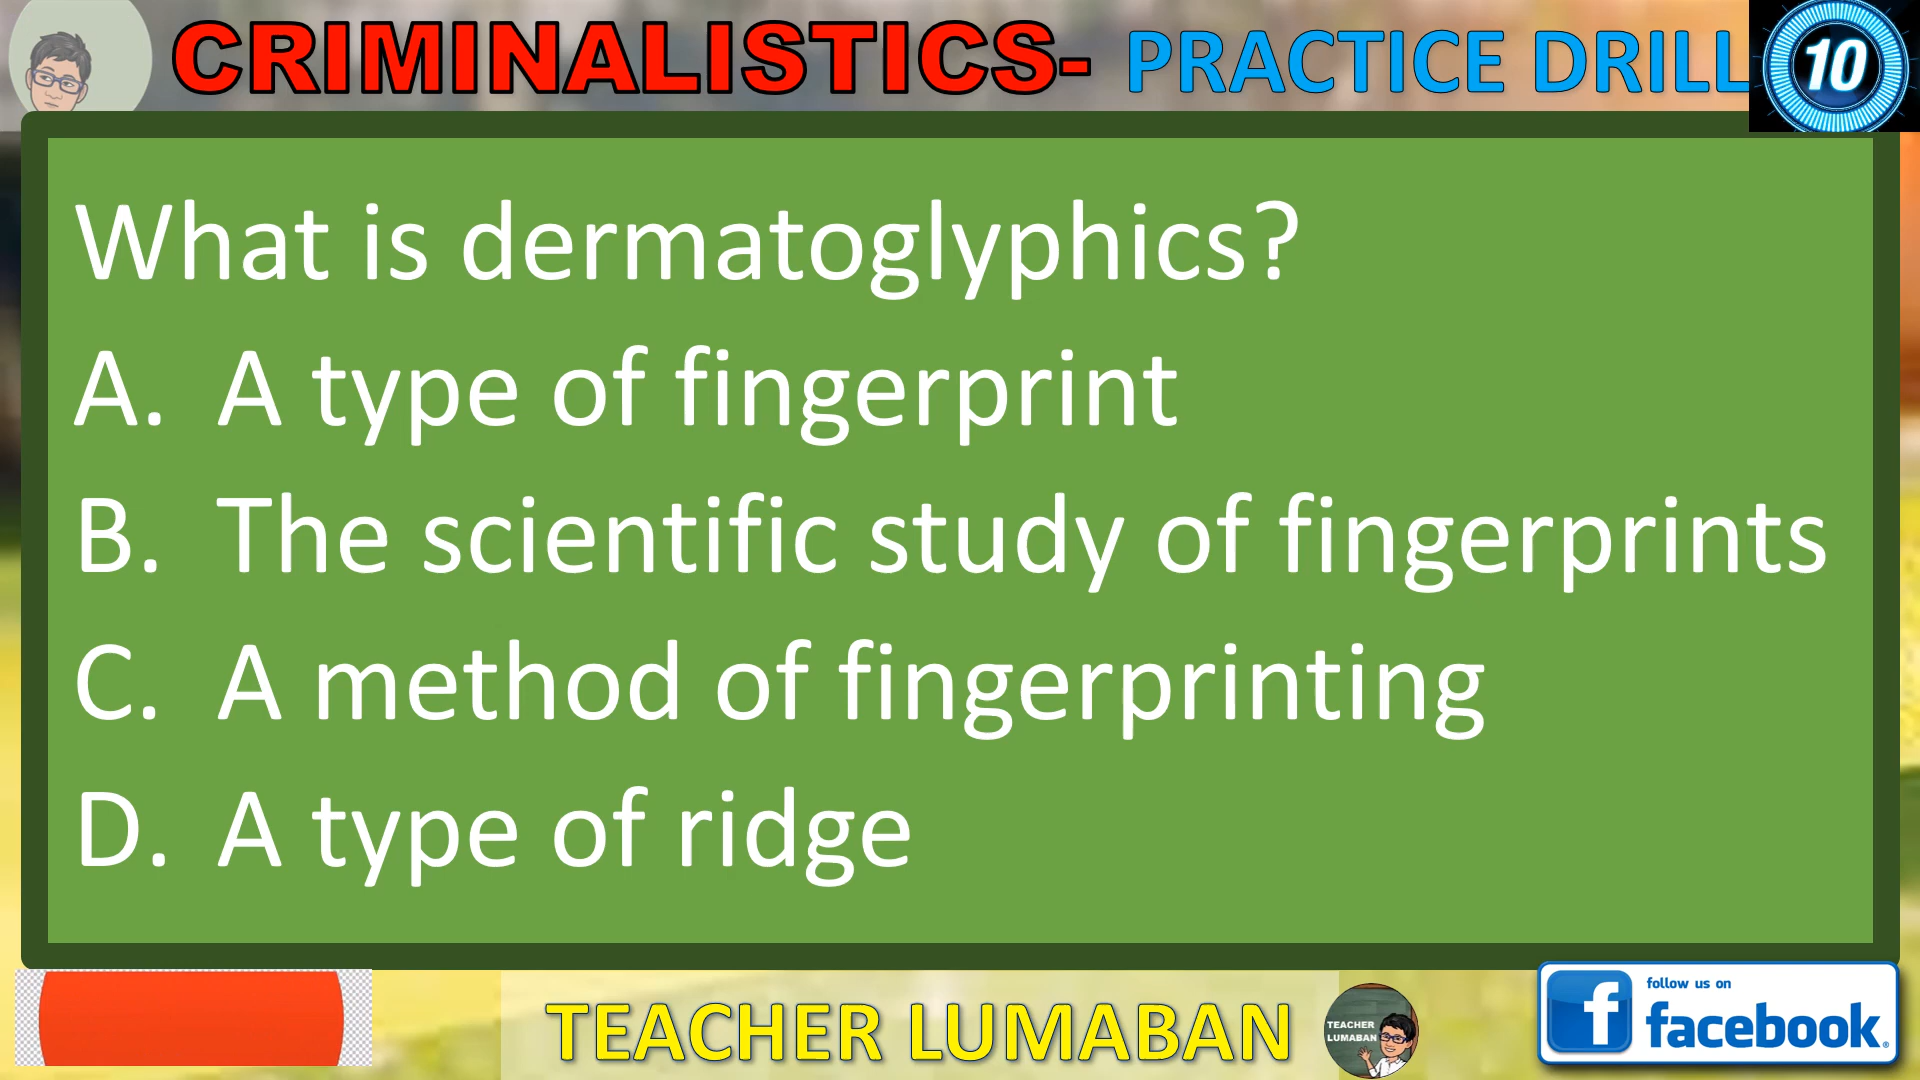 CRIMINALISTICS- PRACTICE DRILL
10
What is dermatoglyphics?
A. A type of fingerprint
B. The scientific study of fingerprints
C. A method of fingerprinting
D. A type of ridge
TEACHER LUMABAN
TEACHER
LUMABAN
follow us on
facebook